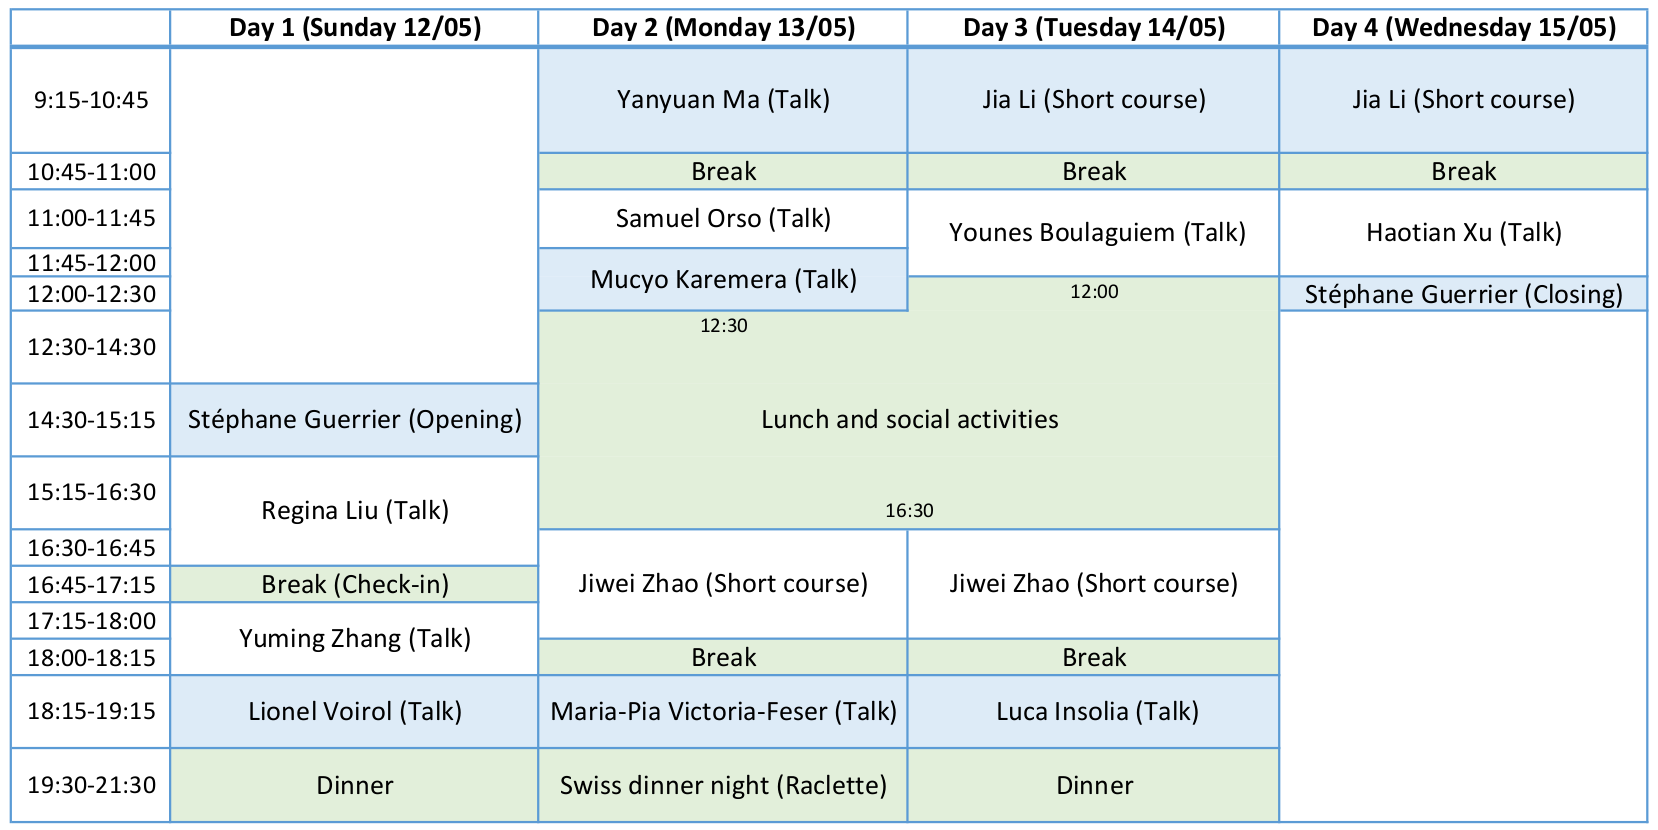 Day 1 (Sunday 12/05) Day 2 (Monday 13/05) Day 3 (Tuesday 14/05) Day 4 (Wednesday 15/05)
9:15-10:45 Yanyuan Ma (Talk) Jia Li (Short course) Jia Li (Short course)
10:45-11:00 Break Break Break
11:00-11:45 Samuel Orso (Talk)
Younes Boulaguiem (Talk) Haotian Xu (Talk)
11:45-12:00
Mucyo Karemera (Talk)
12:00-12:30 12:00 Stéphane Guerrier (Closing)
12:30
12:30-14:30
14:30-15:15 Stéphane Guerrier (Opening) Lunch and social activities
15:15-16:30
Regina Liu (Talk) 16:30
16:30-16:45
16:45-17:15 Break (Check-in) Jiwei Zhao (Short course) Jiwei Zhao (Short course)
17:15-18:00
Yuming Zhang (Talk)
18:00-18:15 Break Break
18:15-19:15 Lionel Voirol (Talk) Maria-Pia Victoria-Feser (Talk) Luca Insolia (Talk)
19:30-21:30 Dinner Swiss dinner night (Raclette) Dinner